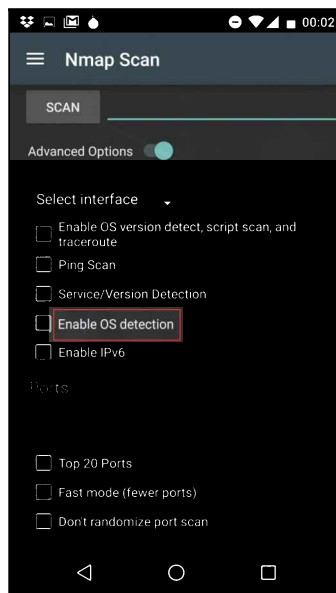 00:02
Nmap Scan
SCAN
Advanced Options
Select interface
Enable OS version detect, script scan, and
traceroute
Ping Scan
Service/Version Detection
Enable OS detection
Enable IPv6
Ports
Top 20 Ports
Fast mode (fewer ports)
Don't randomize port scan